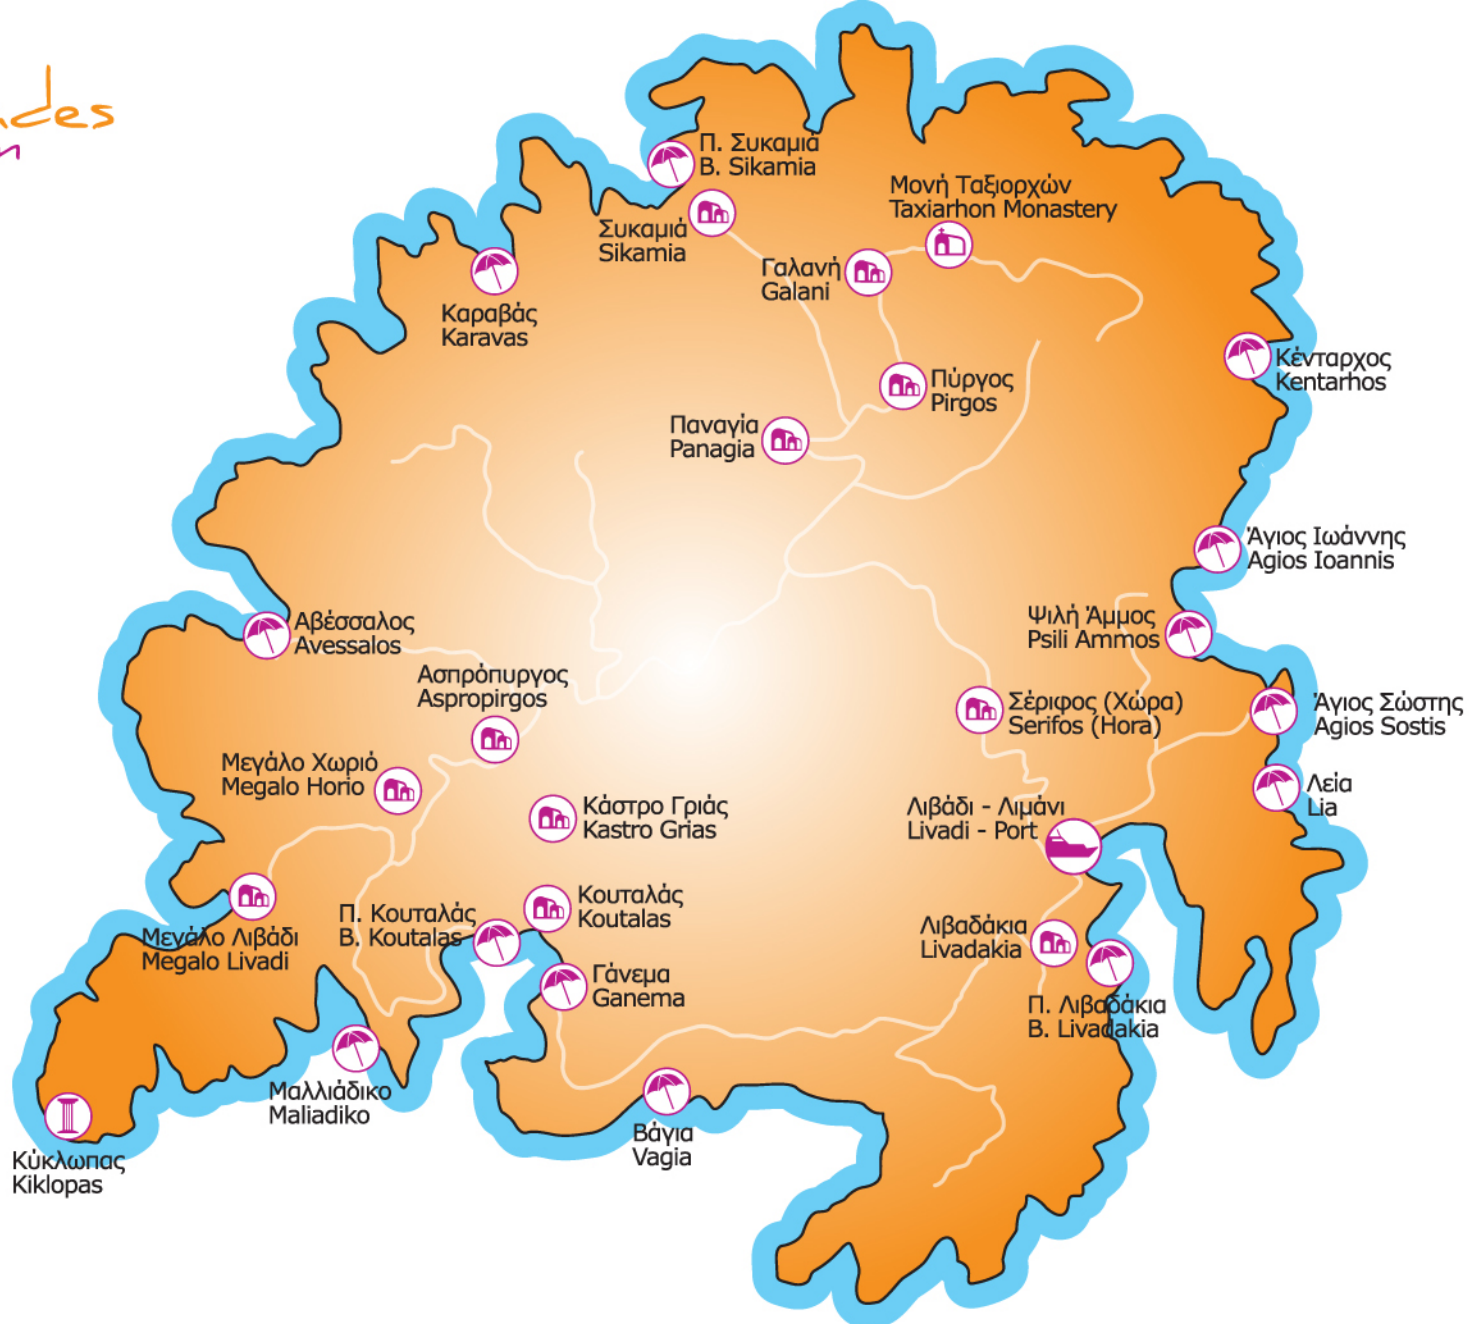 Π. Συκαμιά
B. Sikamia
Συκαμιά
Sikamia
Μονή Ταξιορχών
Taxiarhon Monastery
Γαλανή
Galani
Καραβάς
Karavas
Κένταρχος
Kentarhos
Πύργος
Pirgos
Παναγία
Panagia
Άγιος Ιωάννης
Agios Ioannis
Ψιλή Άμμος
Psili Ammos
Αβέσσαλος
Avessalos
Ασπρόπυργος
Aspropirgos
Σέριφος (Χώρα)
Serifos (Hora)
Άγιος Σώστης
Agios Sostis
Μεγάλο Χωριό
Megalo Horio
Λεία
Lia
Κάστρο Γριάς
Kastro Grias
Λιβάδι - Λιμάνι
Livadi - Port
Κουταλάς
Koutalas
Π. Κουταλάς
B. Koutalas
Λιβαδάκια
Livadakia
Μεγάλο Λιβάδι
Megalo Livadi
Γάνεμα
Ganema
Π. Λιβαδάκια
B. Livadakia
Μαλλιάδικο
Maliadiko
Βάγια
Vagia
Κύκλωπας
Kiklopas